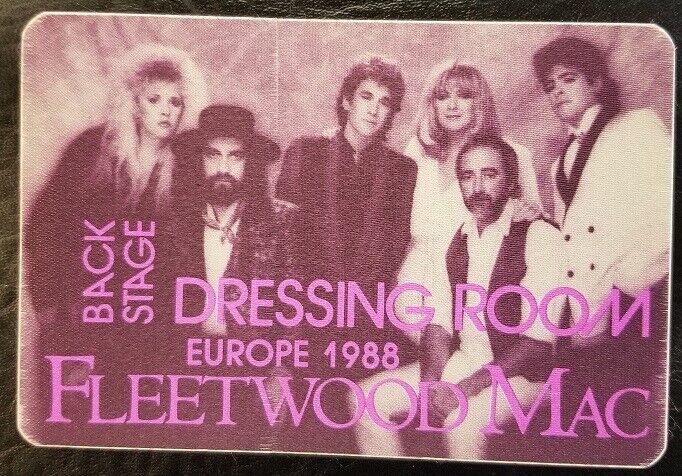 BACK
STAGE
DRESSING ROOM
EUROPE 1988
FLEETWOOD MAC